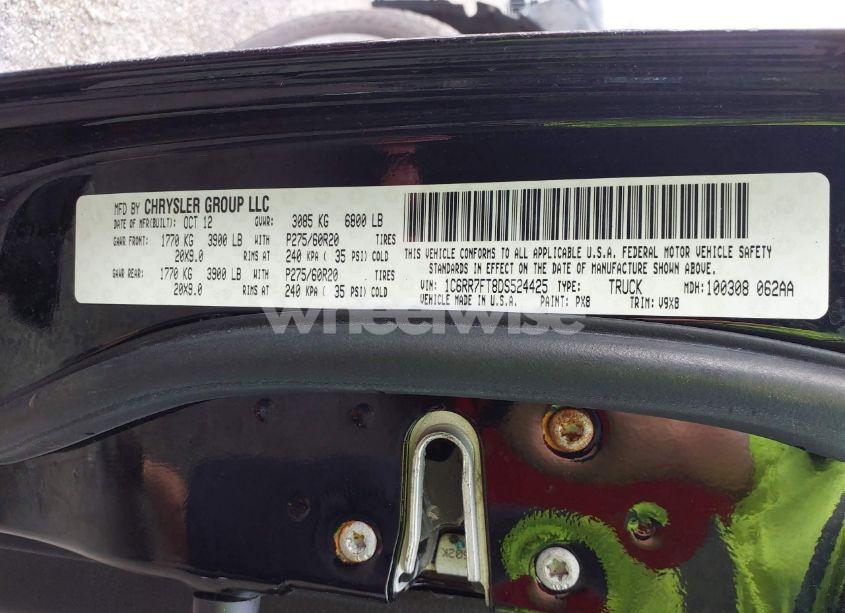 MFD BY CHRYSLER GROUP LLC
DATE OF MFR(BUILT): OCT 12 GVWR: 3085 KG 6800 LB
GAWR FRONT: 1770 KG 3900 LB WITH P275/60R20 TIRES
20X9.0 RIMS AT 240 KPA ( 35 PSI) COLD
GAWR REAR: 1770 KG 3900 LB WITH P275/60R20 TIRES
20X9.0 RIMS AT 240 KPA ( 35 PSI) COLD
THIS VEHICLE CONFORMS TO ALL APPLICABLE U.S.A. FEDERAL MOTOR VEHICLE SAFETY
STANDARDS IN EFFECT ON THE DATE OF MANUFACTURE SHOWN ABOVE.
VIN: 1C6RR7FT8DS524425 TYPE: TRUCK MDH: 100308 062AA
VEHICLE MADE IN U.S.A. PAINT: PX8 TRIM: V9X8
wheelwise